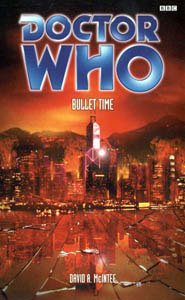 BBC
DOCTOR
WHO
BULLET TIME
DAVID A. McINTEE